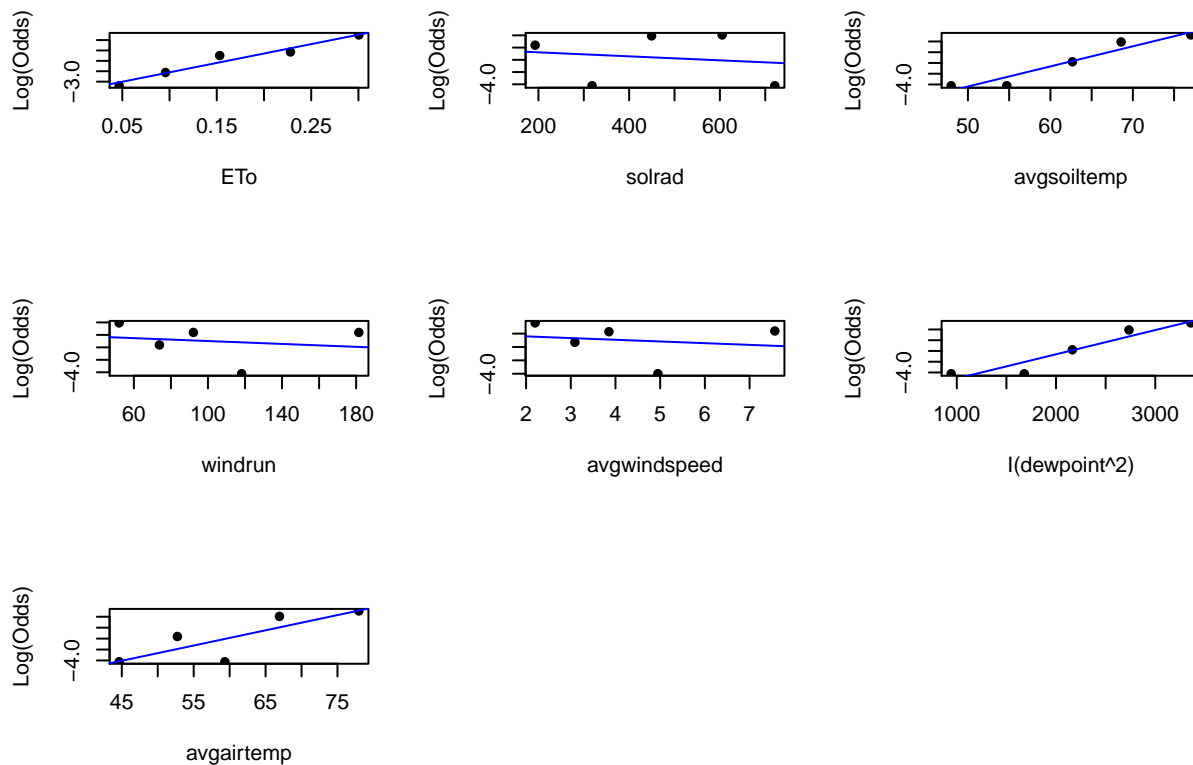 Log(Odds)
−3.0
0.05 0.15 0.25
ETo
Log(Odds)
−4.0
200 400 600
solrad
Log(Odds)
−4.0
50 60 70
avgsoiltemp
Log(Odds)
−4.0
60 100 140 180
windrun
Log(Odds)
−4.0
2 3 4 5 6 7
avgwindspeed
Log(Odds)
−4.0
1000 2000 3000
I(dewpoint^2)
Log(Odds)
−4.0
45 55 65 75
avgairtemp